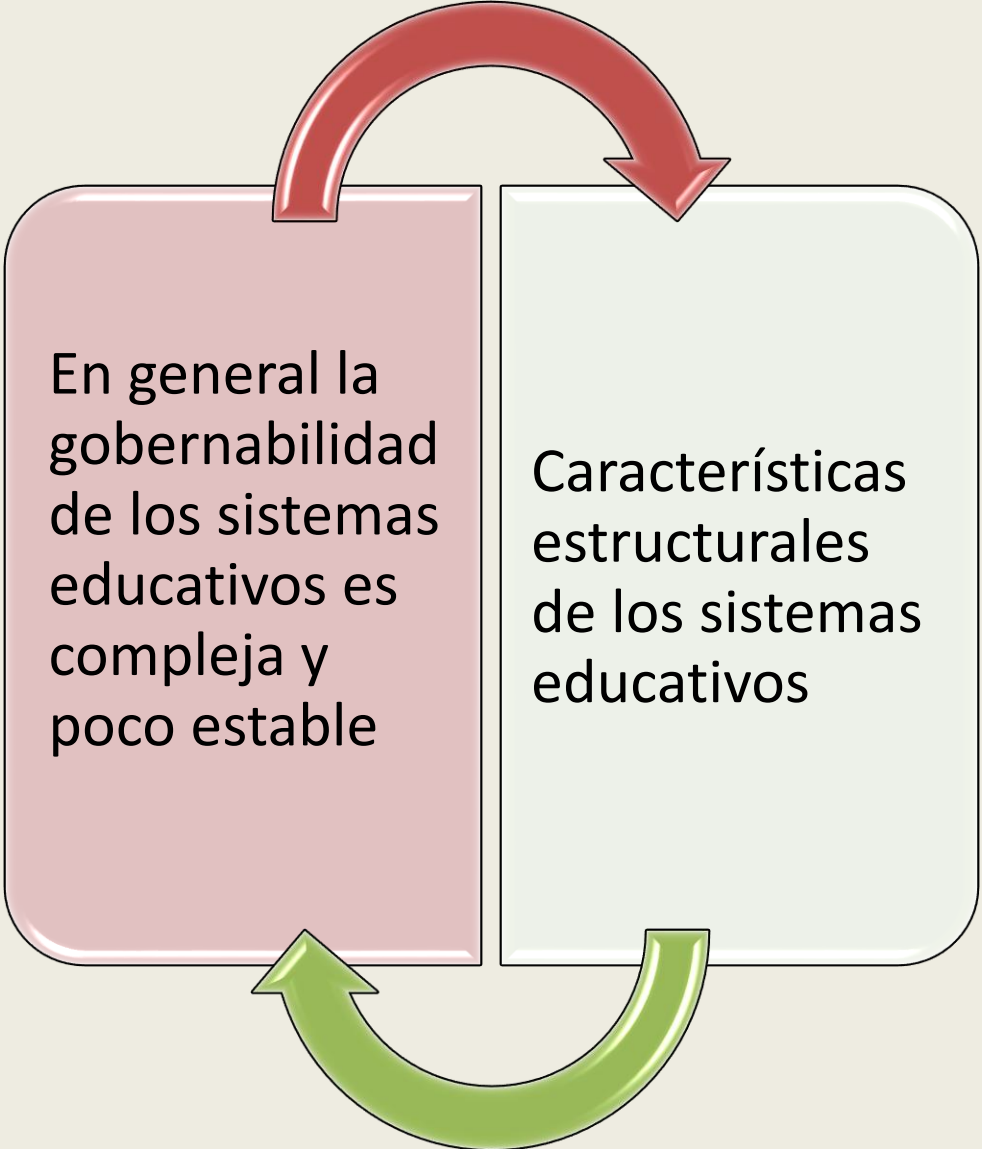 En general la
gobernabilidad
de los sistemas
educativos es
compleja y
poco estable
Características
estructurales
de los sistemas
educativos